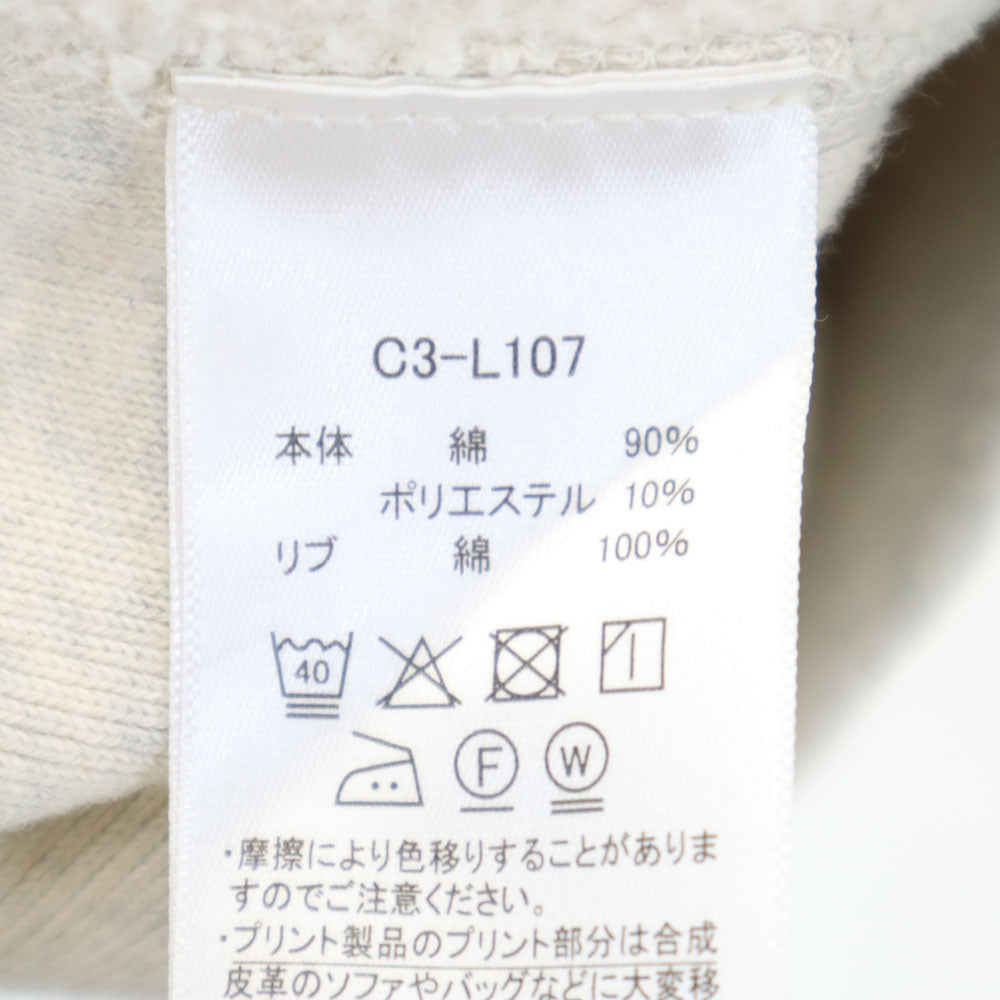 C3-L107
本体 綿 90%
ポリエステル 10%
リブ 綿 100%
40
F W
・摩擦により色移りすることがありま
すのでご注意ください。
・プリント製品のプリント部分は合成
皮革のソファやバッグなどに大変移